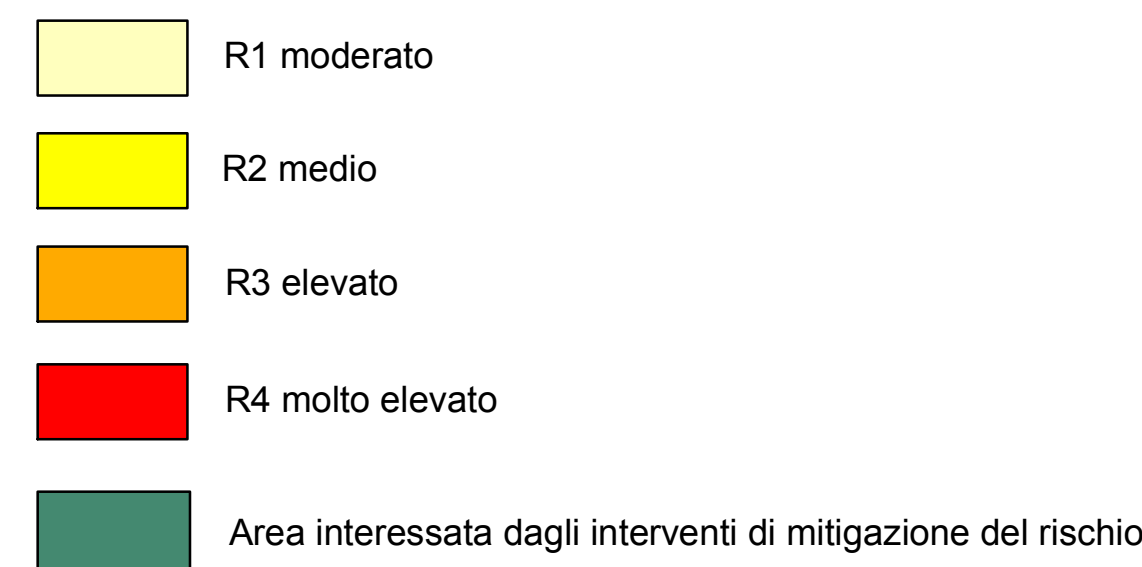 R1 moderato
R2 medio
R3 elevato
R4 molto elevato
Area interessata dagli interventi di mitigazione del rischio